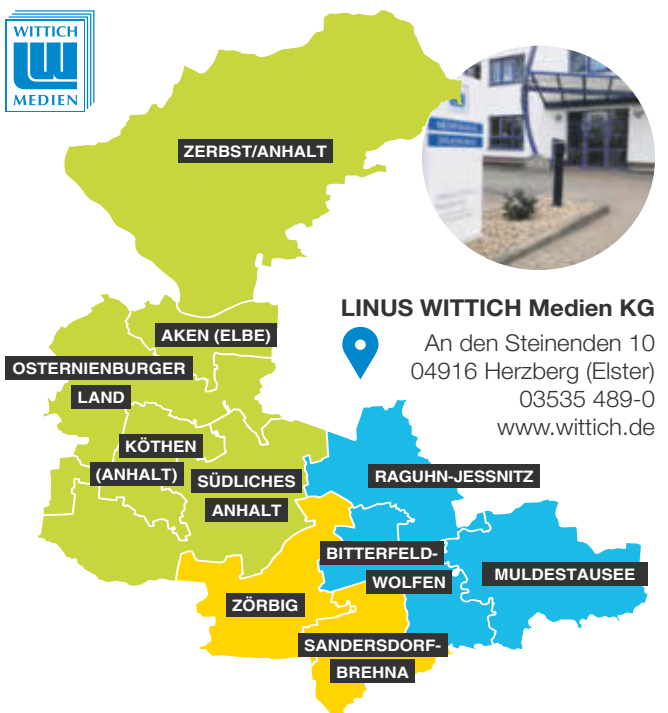 WITTICH
MEDIEN
ZERBST/ANHALT
LINUS WITTICH Medien KG
An den Steinenden 10
04916 Herzberg (Elster)
03535 489-0
www.wittich.de
AKEN (ELBE)
OSTERNIENBURGER
LAND
KÖTHEN
(ANHALT)
SÜDLICHES
ANHALT
RAGUHN-JESSNITZ
BITTERFELD-
WOLFEN
MULDESTAUSEE
ZÖRBIG
SANDERSDORF-
BREHNA